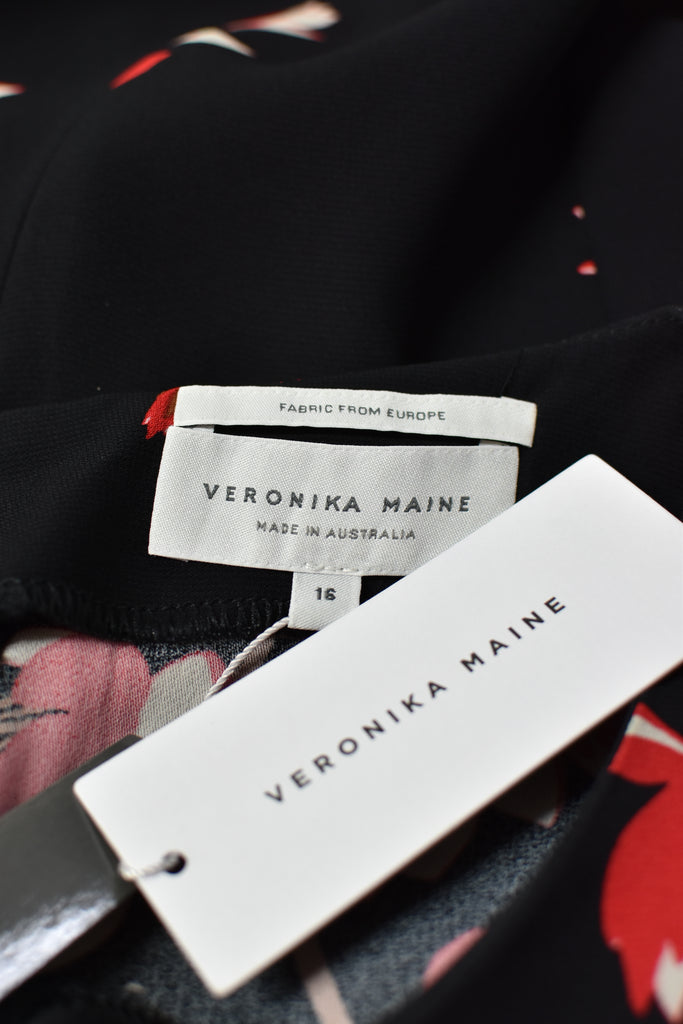 FABRIC FROM EUROPE
VERONIKA MAINE
MADE IN AUSTRALIA
16
VERONIKA MAINE